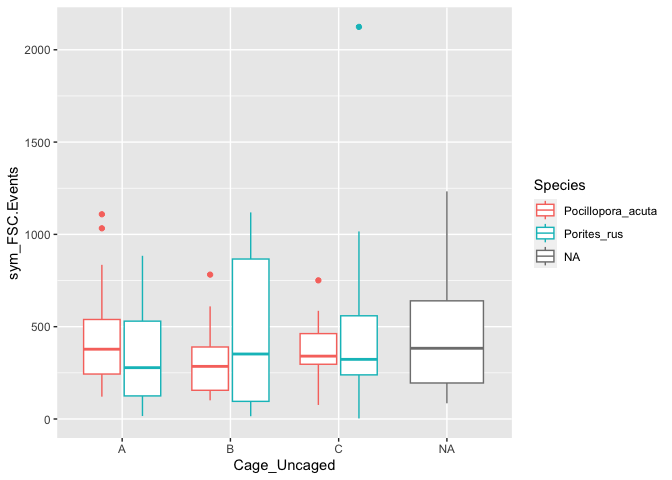 2000
1500
1000
500
0
sym_FSC.Events
A
B
C
NA
Cage_Uncaged
Species
Pocillopora_acuta
Porites_rus
NA